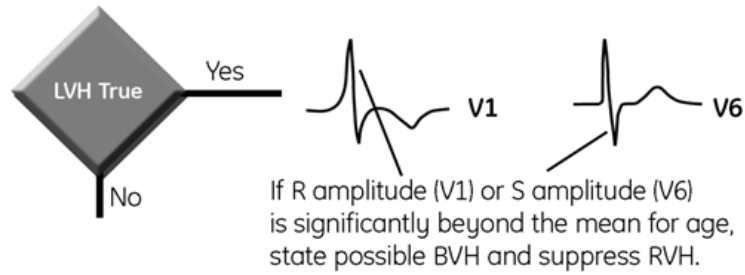 LVH True
Yes
No
V1
V6
If R amplitude (V1) or S amplitude (V6)
is significantly beyond the mean for age,
state possible BVH and suppress RVH.